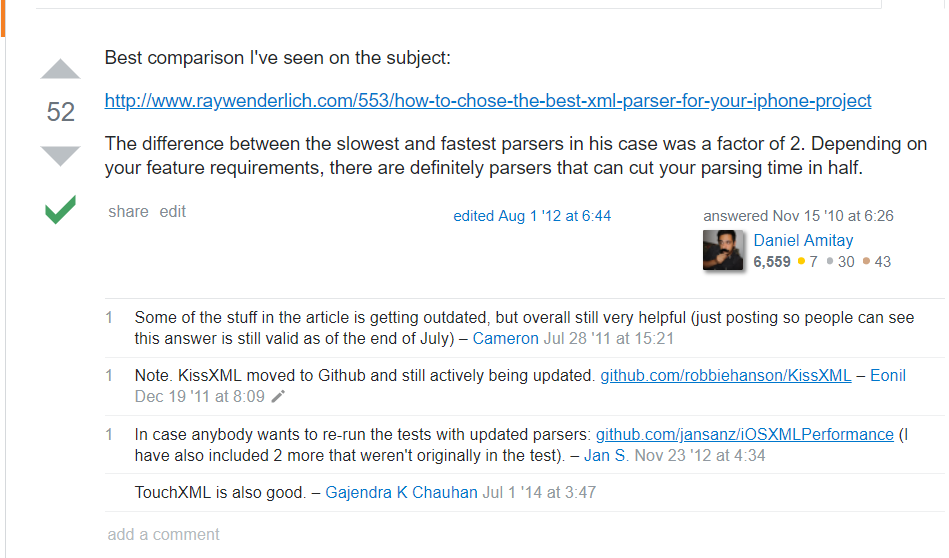 Best comparison I've seen on the subject:
52
http://www.raywenderlich.com/553/how-to-chose-the-best-xml-parser-for-your-iphone-project
The difference between the slowest and fastest parsers in his case was a factor of 2. Depending on
your feature requirements, there are definitely parsers that can cut your parsing time in half.
share edit
edited Aug 1 '12 at 6:44
answered Nov 15 '10 at 6:26
Daniel Amitay
6,559 ● 7 ● 30 ● 43
1 Some of the stuff in the article is getting outdated, but overall still very helpful (just posting so people can see
this answer is still valid as of the end of July) – Cameron Jul 28 '11 at 15:21
1 Note. KissXML moved to Github and still actively being updated. github.com/robbiehanson/KissXML – Eonil
Dec 19 '11 at 8:09
1 In case anybody wants to re-run the tests with updated parsers: github.com/jansanz/iOSXMLPerformance (I
have also included 2 more that weren't originally in the test). – Jan S. Nov 23 '12 at 4:34
TouchXML is also good. – Gajendra K Chauhan Jul 1 '14 at 3:47
add a comment